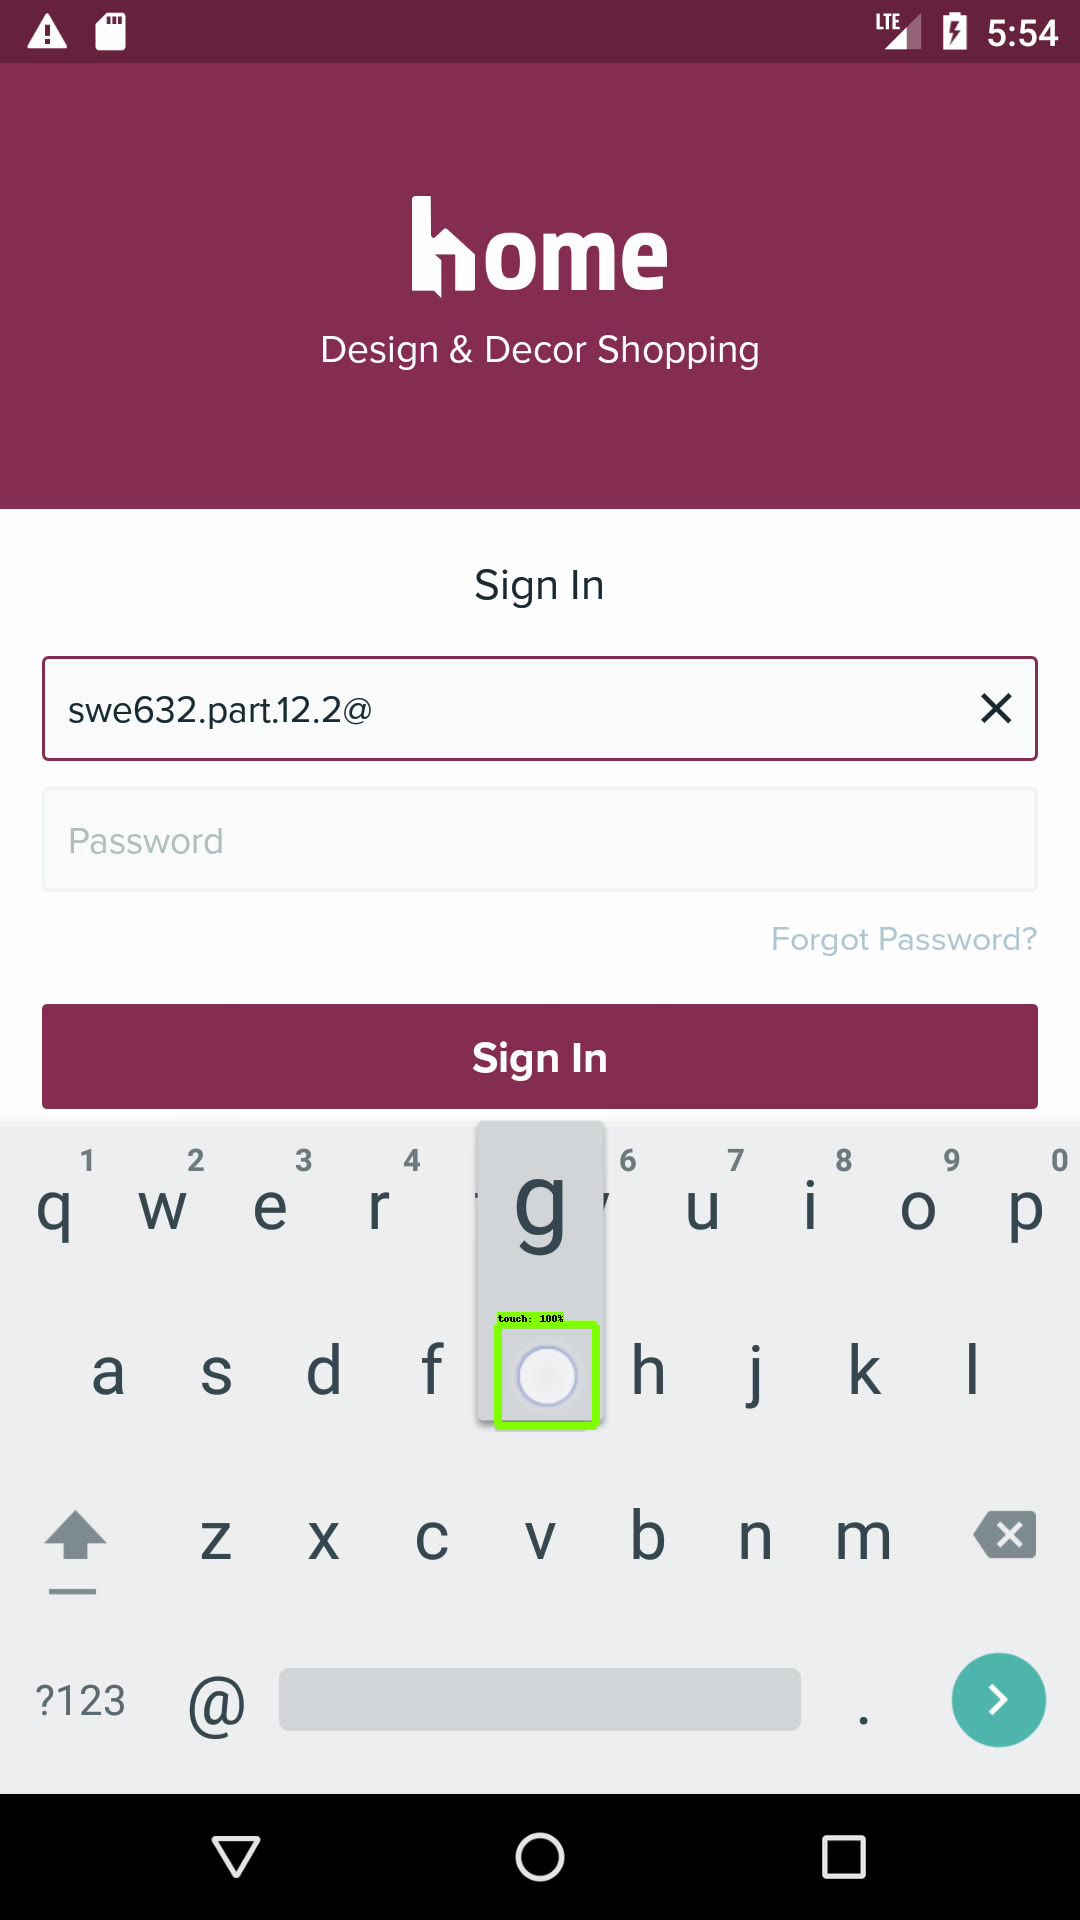 LTE 5:54
home
Design & Decor Shopping
Sign In
swe632.part.12.2@
Password
Forgot Password?
Sign In
1 2 3 4 6 7 8 9 0
q w e r g u i o p
touch: 100%
a s d f h j k l
z x c v b n m
?123 @ .